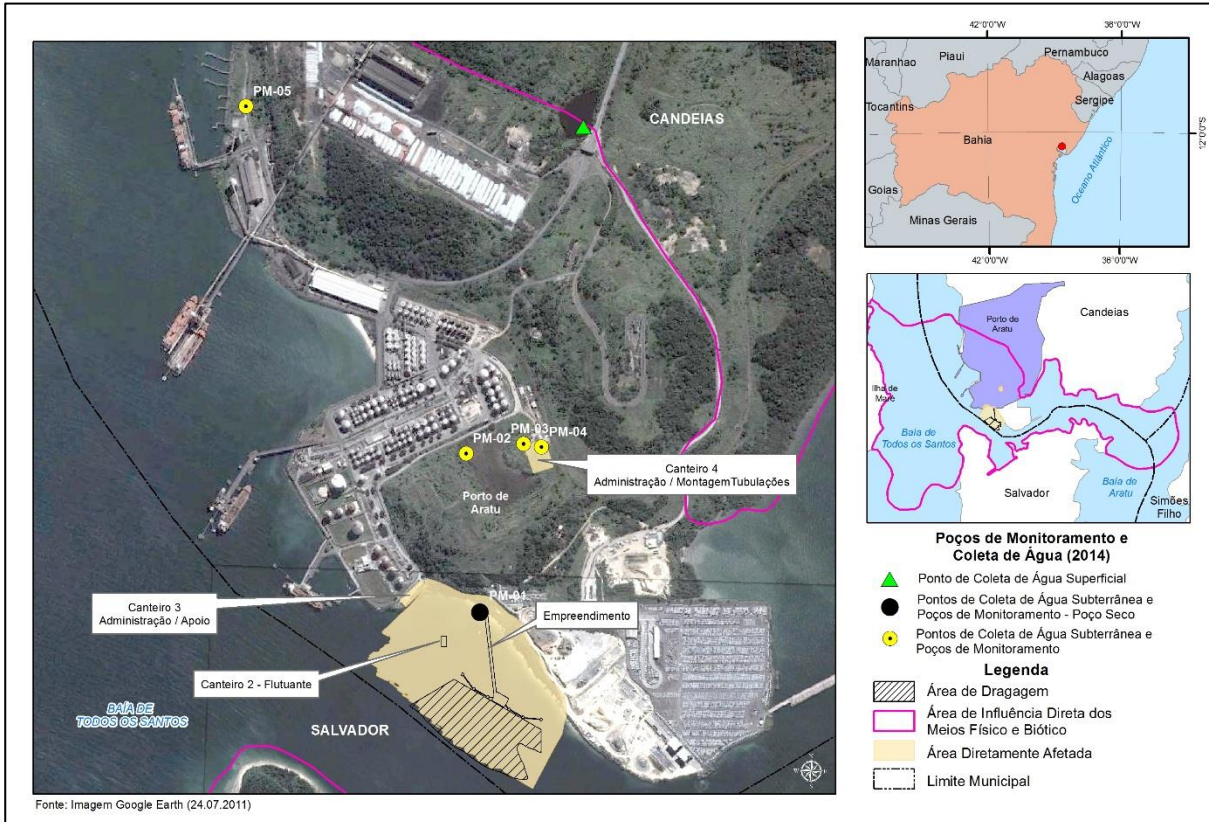 PM-05
CANDEIAS
PM-02
PM-03
PM-04
Canteiro 4
Administração / MontagemTubulações
Porto de
Aratu
Canteiro 3
Administração / Apoio
PM-01
Empreendimento
Canteiro 2 - Flutuante
BAÍA DE
TODOS OS SANTOS
SALVADOR
Fonte: Imagem Google Earth (24.07.2011)
42°0'0"W
36°0'0"W
Maranhao
Piaui
Pernambuco
Alagoas
Sergipe
Tocantins
Bahia
12°0'0"S
Goias
Oceano Atlântico
Minas Gerais
42°0'0"W
36°0'0"W
Porto de
Aratu
Candeias
Ilha de
Maré
Baía de
Todos os Santos
Salvador
Baía de
Aratu
Simões
Filho
Poços de Monitoramento e
Coleta de Água (2014)
Ponto de Coleta de Água Superficial
Pontos de Coleta de Água Subterrânea e
Poços de Monitoramento - Poço Seco
Pontos de Coleta de Água Subterrânea e
Poços de Monitoramento
Legenda
Área de Dragagem
Área de Influência Direta dos
Meios Físico e Biótico
Área Diretamente Afetada
Limite Municipal